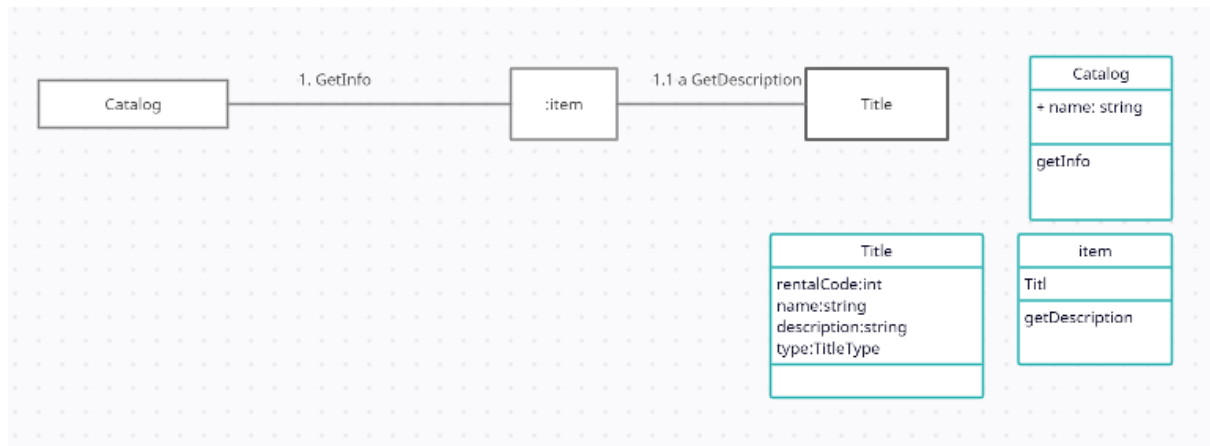 Catalog
1. GetInfo
:item
1.1 a GetDescription
Title
Catalog
+ name: string
getInfo
Title
rentalCode:int
name:string
description:string
type:TitleType
item
Titl
getDescription